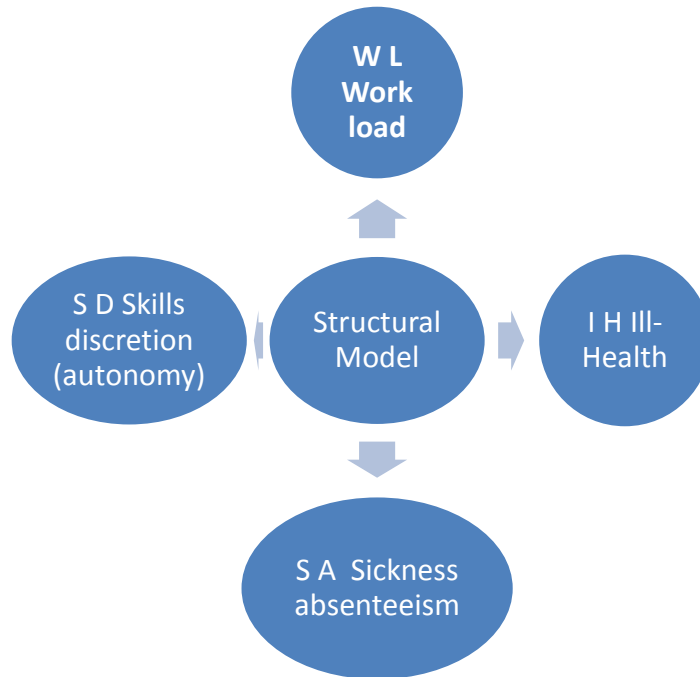 W L
Work
load
S D Skills
discretion
(autonomy)
Structural
Model
I H Ill-
Health
S A  Sickness
absenteeism